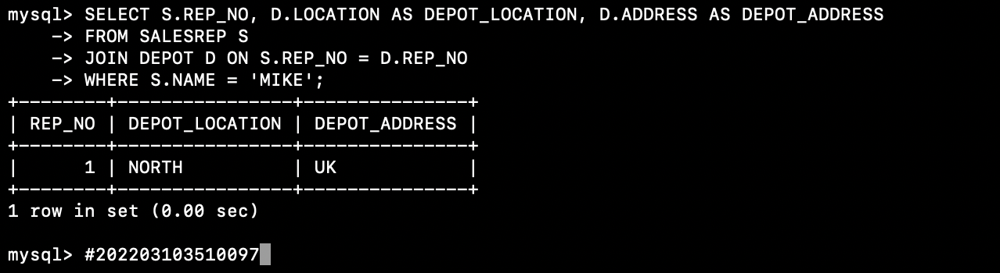 mysql> SELECT S.REP_NO, D.LOCATION AS DEPOT_LOCATION, D.ADDRESS AS DEPOT_ADDRESS
    -> FROM SALESREP S
    -> JOIN DEPOT D ON S.REP_NO = D.REP_NO
    -> WHERE S.NAME = 'MIKE';
+--------+----------------+---------------+
| REP_NO | DEPOT_LOCATION | DEPOT_ADDRESS |
+--------+----------------+---------------+
|      1 | NORTH          | UK            |
+--------+----------------+---------------+
1 row in set (0.00 sec)

mysql> #202203103510097